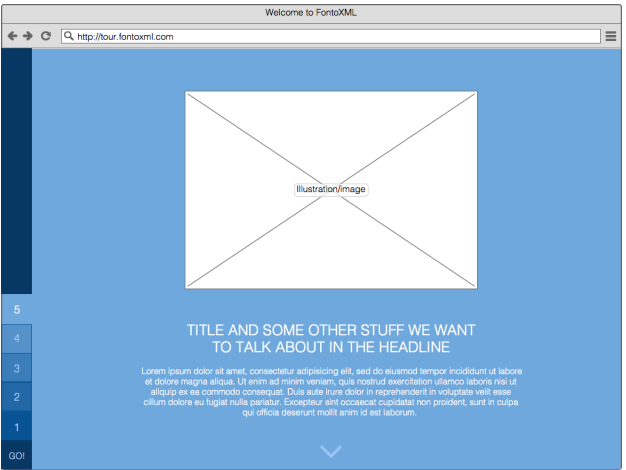 Welcome to FontoXML
http://tour.fontoxml.com
Illustration/image
5
4
3
2
1
GO!
TITLE AND SOME OTHER STUFF WE WANT
TO TALK ABOUT IN THE HEADLINE
Lorem ipsum dolor sit amet, consectetur adipisicing elit, sed do eiusmod tempor incididunt ut labore
et dolore magna aliqua. Ut enim ad minim veniam, quis nostrud exercitation ullamco laboris nisi ut
aliquip ex ea commodo consequat. Duis aute irure dolor in reprehenderit in voluptate velit esse
cillum dolore eu fugiat nulla pariatur. Excepteur sint occaecat cupidatat non proident, sunt in culpa
qui officia deserunt mollit anim id est laborum.